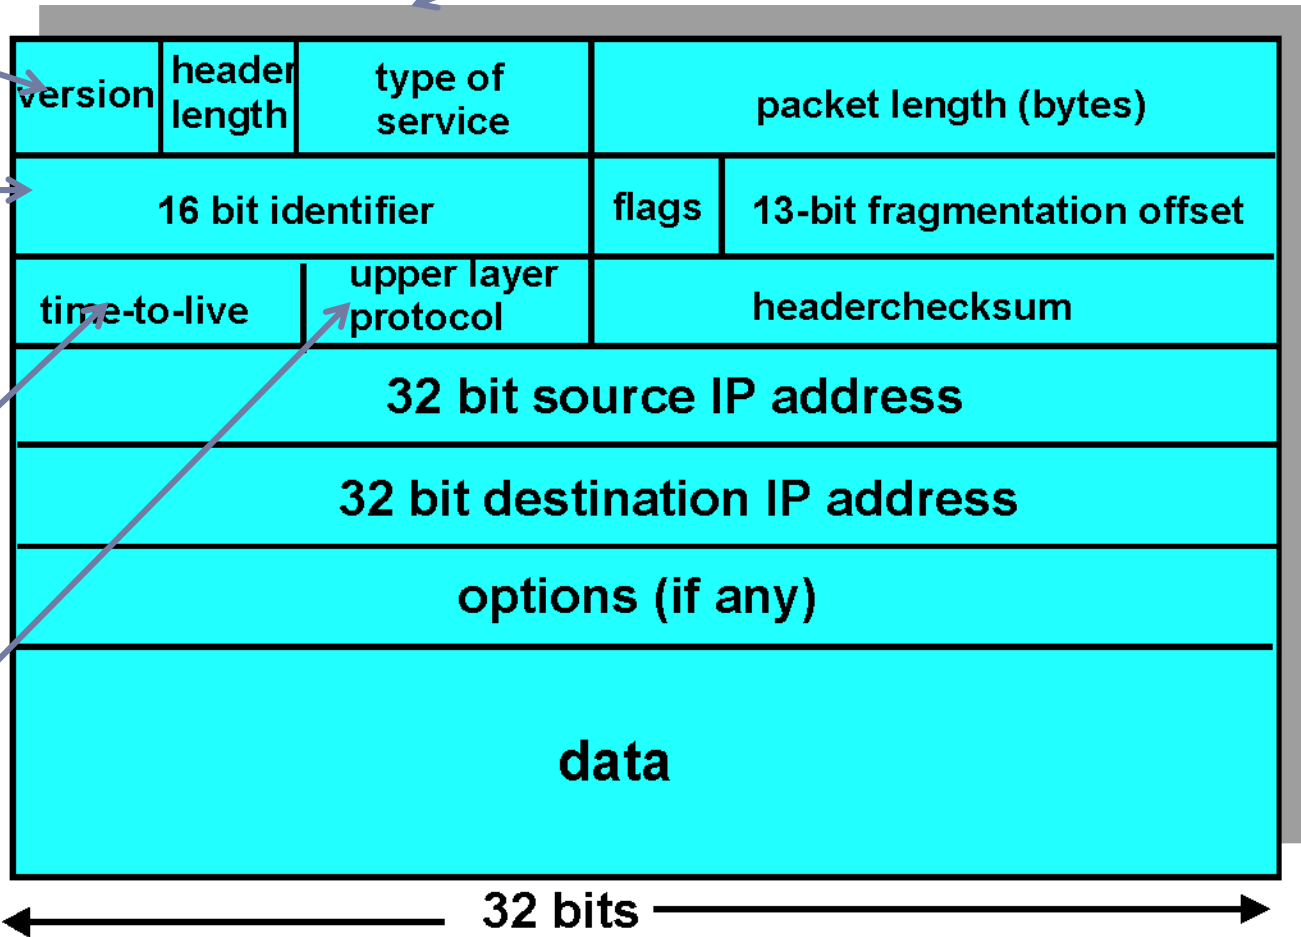 version
header
length
type of
service
packet length (bytes)
16 bit identifier
flags
13-bit fragmentation offset
time-to-live
upper layer
protocol
headerchecksum
32 bit source IP address
32 bit destination IP address
options (if any)
data
32 bits